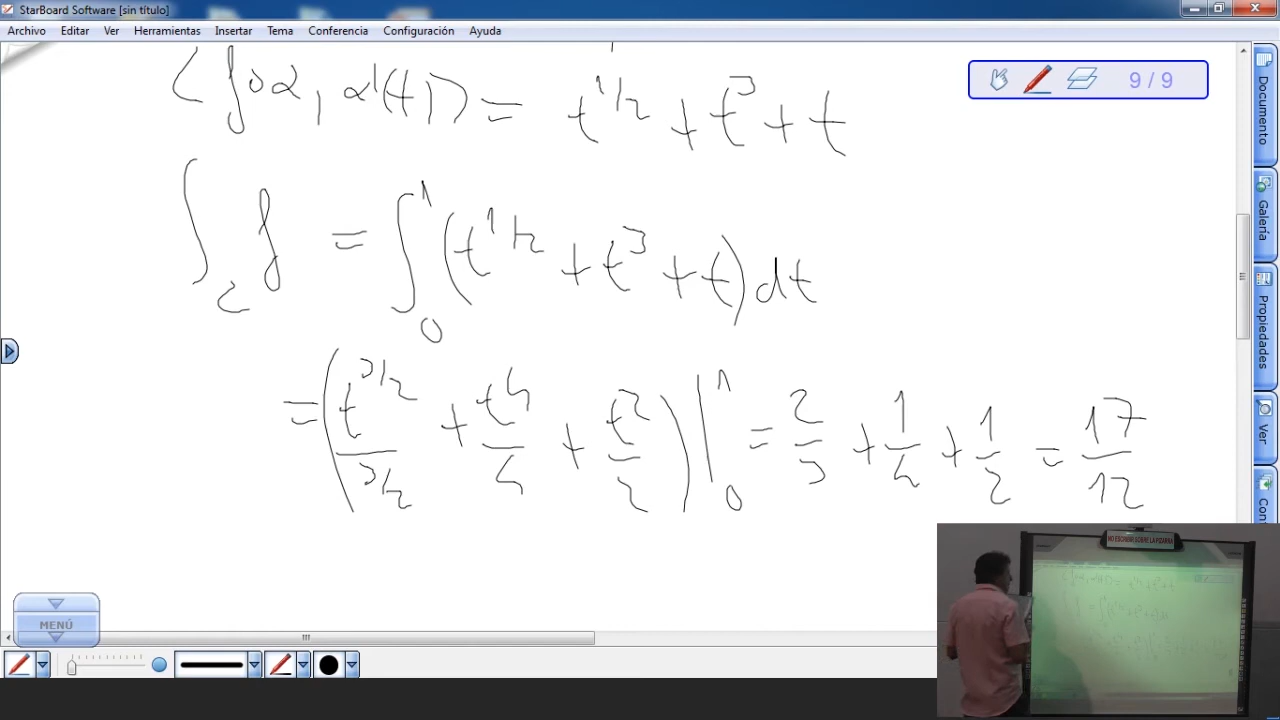 StarBoard Software [sin título]
Archivo Editar Ver Herramientas Insertar Tema Conferencia Configuración Ayuda
9 / 9
⟨f∘α, α'(t)⟩ = t^{1/2} + t^3 + t
∫_C f = ∫_0^1 (t^{1/2} + t^3 + t) dt
= (t^{3/2}/(3/2) + t^4/4 + t^2/2) |_0^1 = 2/3 + 1/4 + 1/2 = 17/12
Documento
Galería
Propiedades
Ver
Cont
MENÚ
NO ESCRIBIR SOBRE LA PIZARRA